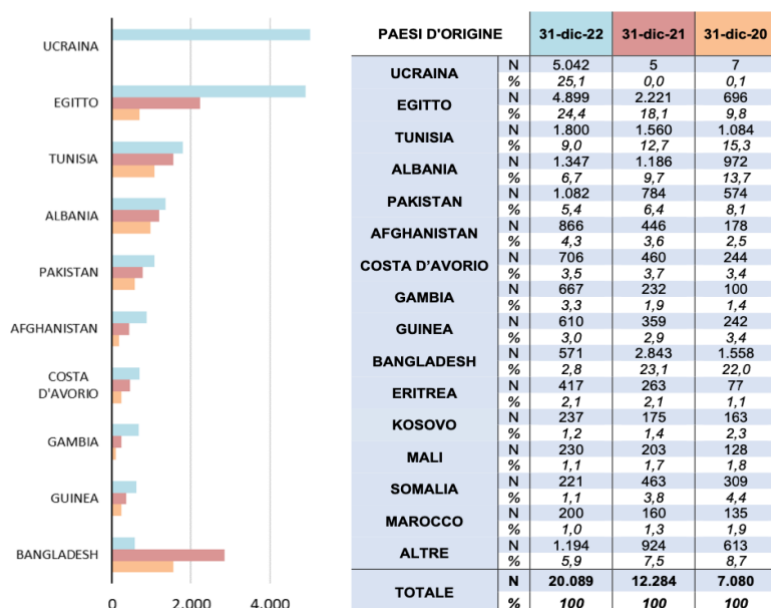 UCRAINA
EGITTO
TUNISIA
ALBANIA
PAKISTAN
AFGHANISTAN
COSTA
D'AVORIO
GAMBIA
GUINEA
BANGLADESH
0 2.000 4.000
PAESI D'ORIGINE 31-dic-22 31-dic-21 31-dic-20
UCRAINA N 5.042 5 7
% 25,1 0,0 0,1
EGITTO N 4.899 2.221 696
% 24,4 18,1 9,8
TUNISIA N 1.800 1.560 1.084
% 9,0 12,7 15,3
ALBANIA N 1.347 1.186 972
% 6,7 9,7 13,7
PAKISTAN N 1.082 784 574
% 5,4 6,4 8,1
AFGHANISTAN N 866 446 178
% 4,3 3,6 2,5
COSTA D’AVORIO N 706 460 244
% 3,5 3,7 3,4
GAMBIA N 667 232 100
% 3,3 1,9 1,4
GUINEA N 610 359 242
% 3,0 2,9 3,4
BANGLADESH N 571 2.843 1.558
% 2,8 23,1 22,0
ERITREA N 417 263 77
% 2,1 2,1 1,1
KOSOVO N 237 175 163
% 1,2 1,4 2,3
MALI N 230 203 128
% 1,1 1,7 1,8
SOMALIA N 221 463 309
% 1,1 3,8 4,4
MAROCCO N 200 160 135
% 1,0 1,3 1,9
ALTRE N 1.194 924 613
% 5,9 7,5 8,7
TOTALE N 20.089 12.284 7.080
% 100 100 100